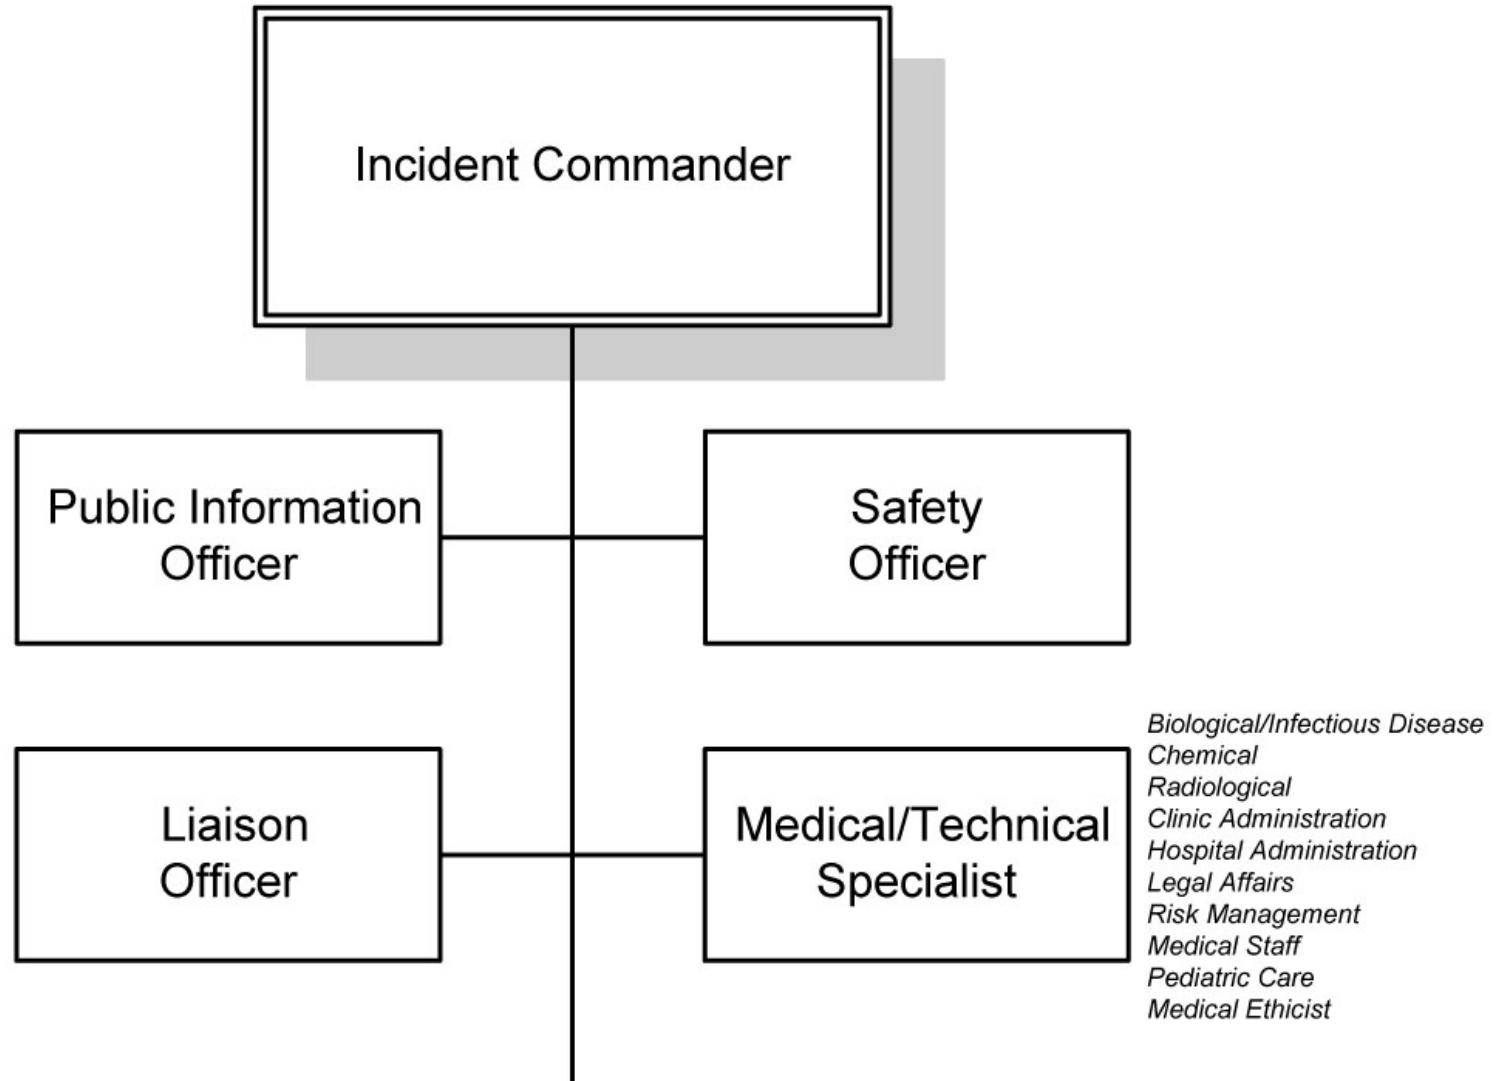 Incident Commander
Public Information
Officer
Safety
Officer
Liaison
Officer
Medical/Technical
Specialist
Biological/Infectious Disease
Chemical
Radiological
Clinic Administration
Hospital Administration
Legal Affairs
Risk Management
Medical Staff
Pediatric Care
Medical Ethicist